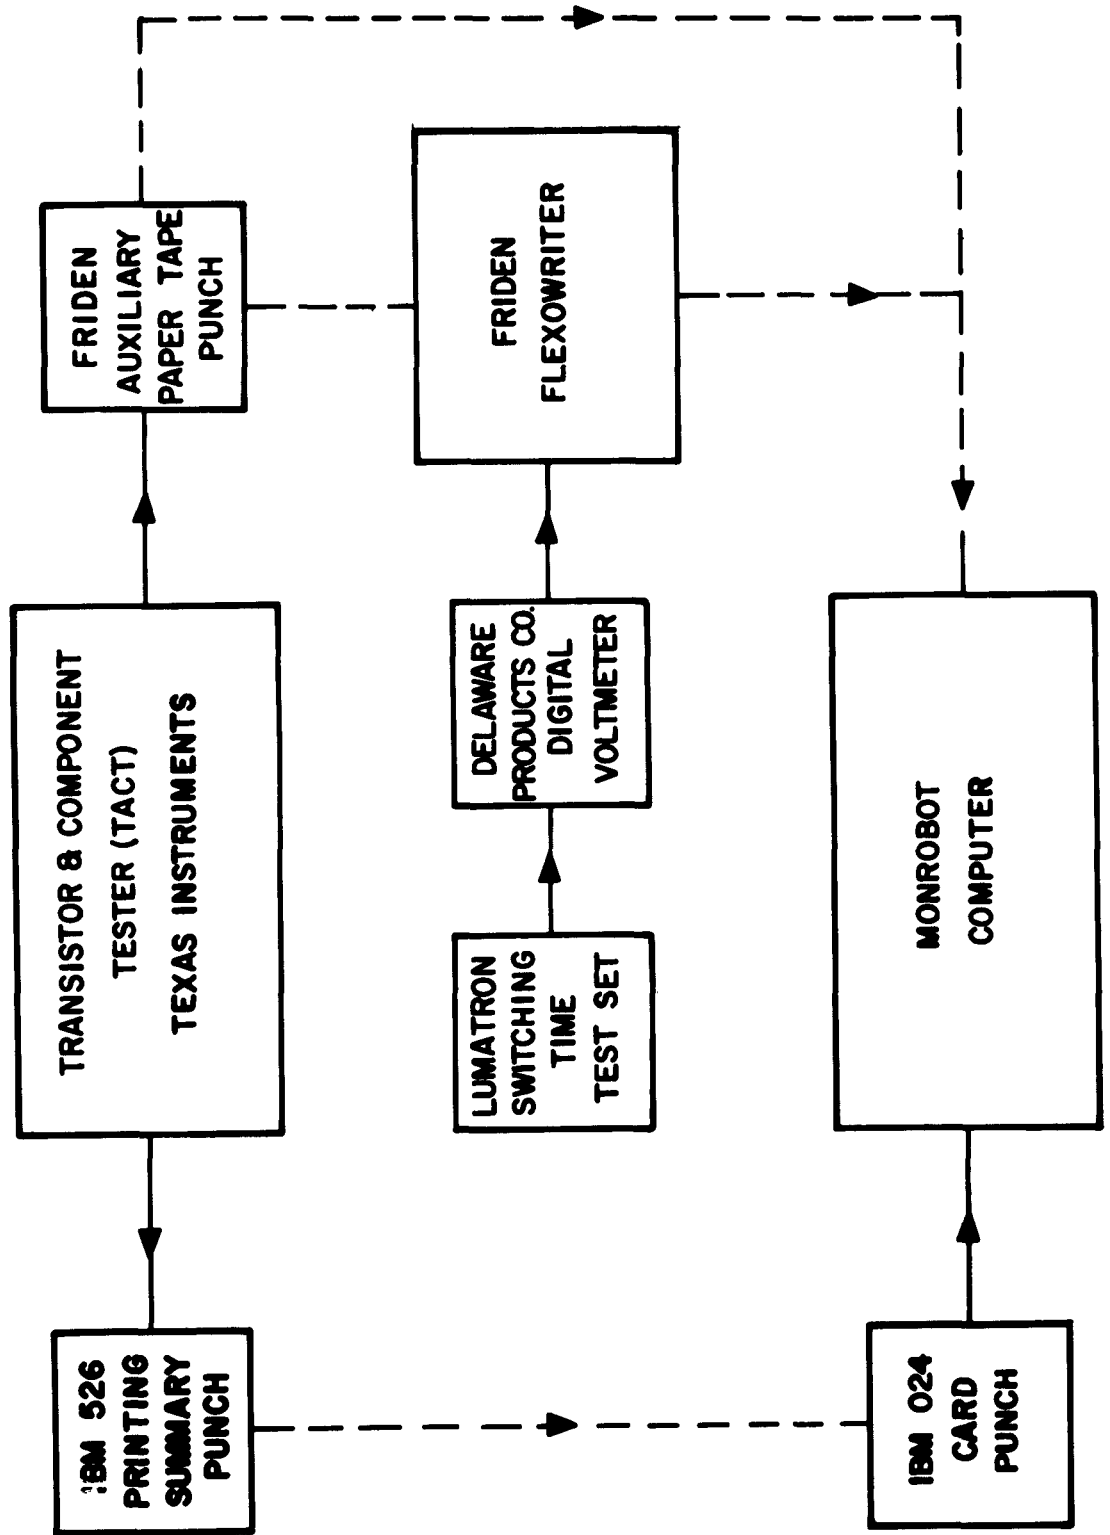 IBM 526
PRINTING
SUMMARY
PUNCH
TRANSISTOR & COMPONENT
TESTER (TACT)
TEXAS INSTRUMENTS
FRIDEN
AUXILIARY
PAPER TAPE
PUNCH
LUMATRON
SWITCHING
TIME
TEST SET
DELAWARE
PRODUCTS CO.
DIGITAL
VOLTMETER
FRIDEN
FLEXOWRITER
IBM 024
CARD
PUNCH
MONROBOT
COMPUTER